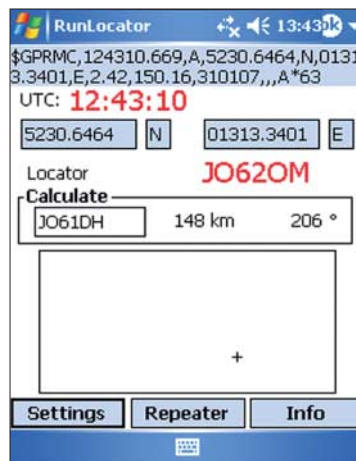 RunLocator 13:43
$GPRMC,124310.669,A,5230.6464,N,0131
3.3401,E,2.42,150.16,310107,,,A*63
UTC: 12:43:10
5230.6464 N 01313.3401 E
Locator JO62OM
Calculate
JO61DH 148 km 206 °
Settings Repeater Info